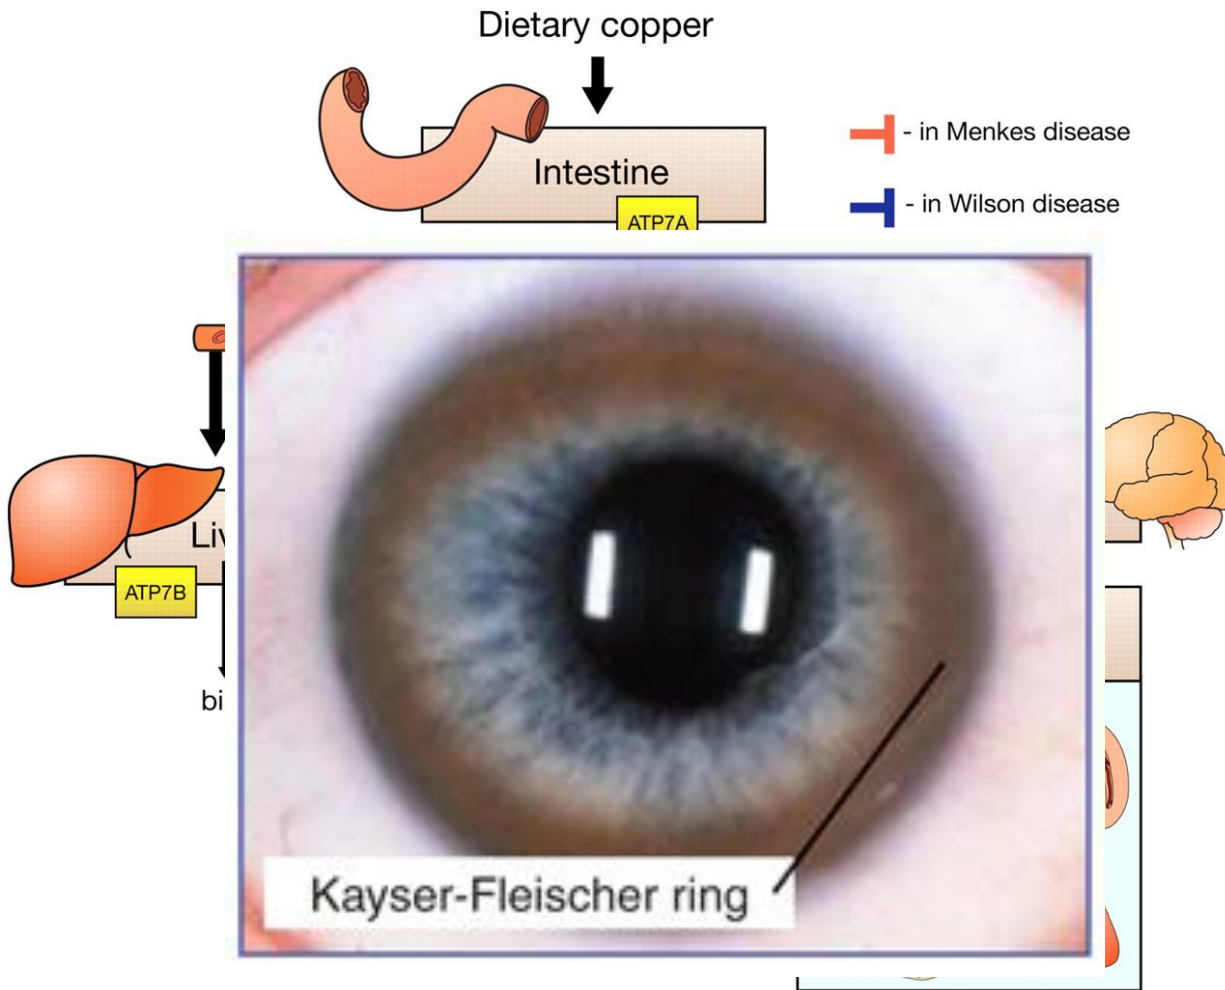 Dietary copper
- in Menkes disease
Intestine
- in Wilson disease
ATP7A
ATP7B
Kayser-Fleischer ring